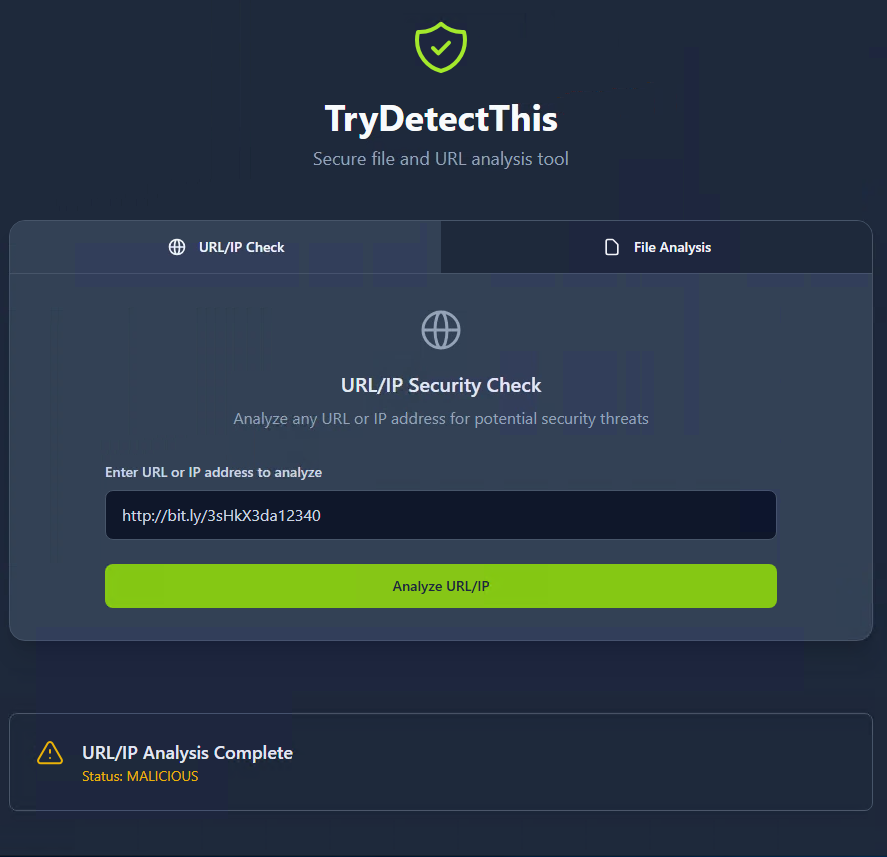 TryDetectThis
Secure file and URL analysis tool
URL/IP Check
File Analysis
URL/IP Security Check
Analyze any URL or IP address for potential security threats
Enter URL or IP address to analyze
http://bit.ly/3sHkX3da12340
Analyze URL/IP
URL/IP Analysis Complete
Status: MALICIOUS